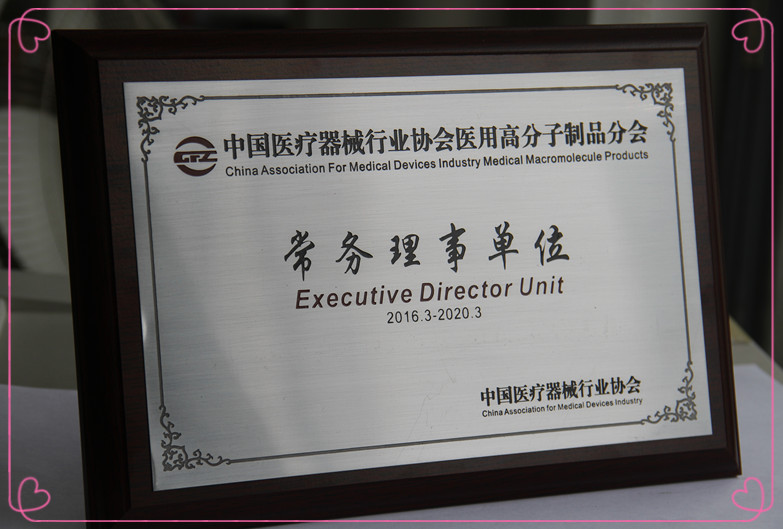 GTZ 中国医疗器械行业协会医用高分子制品分会
China Association For Medical Devices Industry Medical Macromolecule Products
常务理事单位
Executive Director Unit
2016.3-2020.3
中国医疗器械行业协会
China Association for Medical Devices Industry